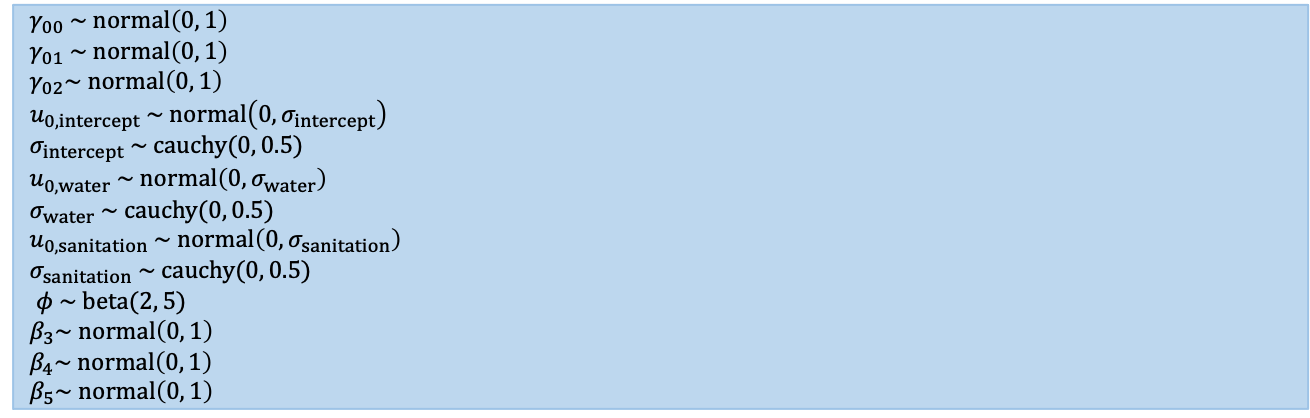 γ₀₀ ~ normal(0, 1)
γ₀₁ ~ normal(0, 1)
γ₀₂~ normal(0, 1)
u₀,intercept ~ normal(0, σintercept)
σintercept ~ cauchy(0, 0.5)
u₀,water ~ normal(0, σwater)
σwater ~ cauchy(0, 0.5)
u₀,sanitation ~ normal(0, σsanitation)
σsanitation ~ cauchy(0, 0.5)
ϕ ~ beta(2, 5)
β₃~ normal(0, 1)
β₄~ normal(0, 1)
β₅~ normal(0, 1)